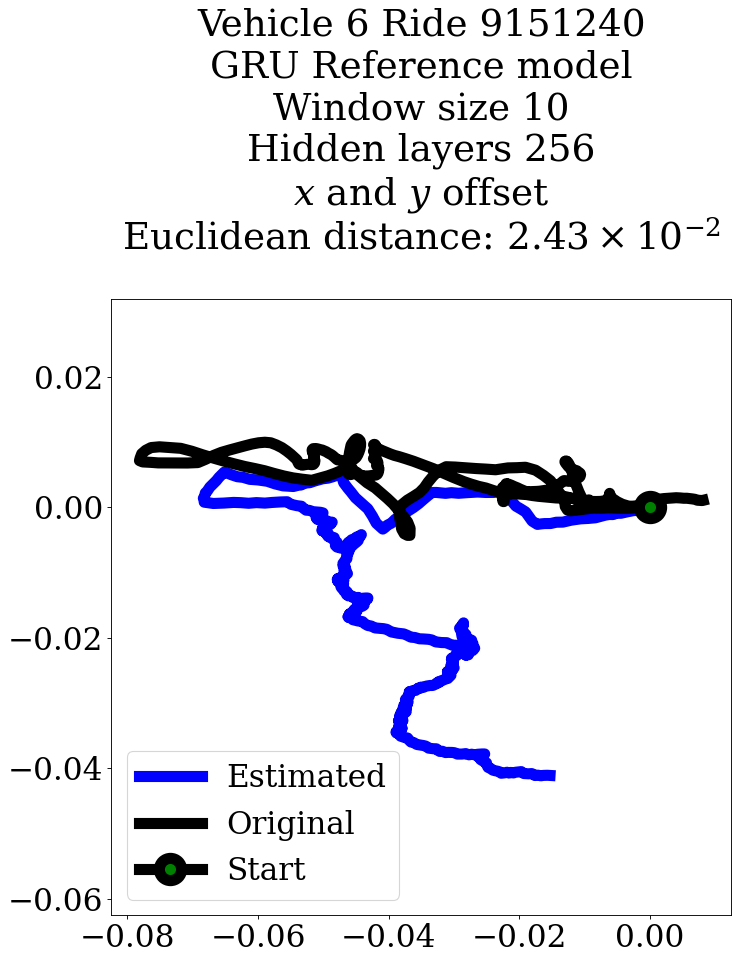 Vehicle 6 Ride 9151240
GRU Reference model
Window size 10
Hidden layers 256
x and y offset
Euclidean distance: 2.43 × 10⁻²
0.02
0.00
−0.02
−0.04
−0.06
Estimated
Original
Start
−0.08 −0.06 −0.04 −0.02 0.00